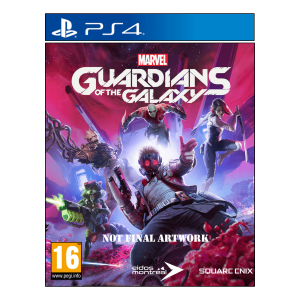 PS4
MARVEL
GUARDIANS
OF THE
GALAXY
NOT FINAL ARTWORK
16
www.pegi.info
eidos
montréal
SQUARE ENIX